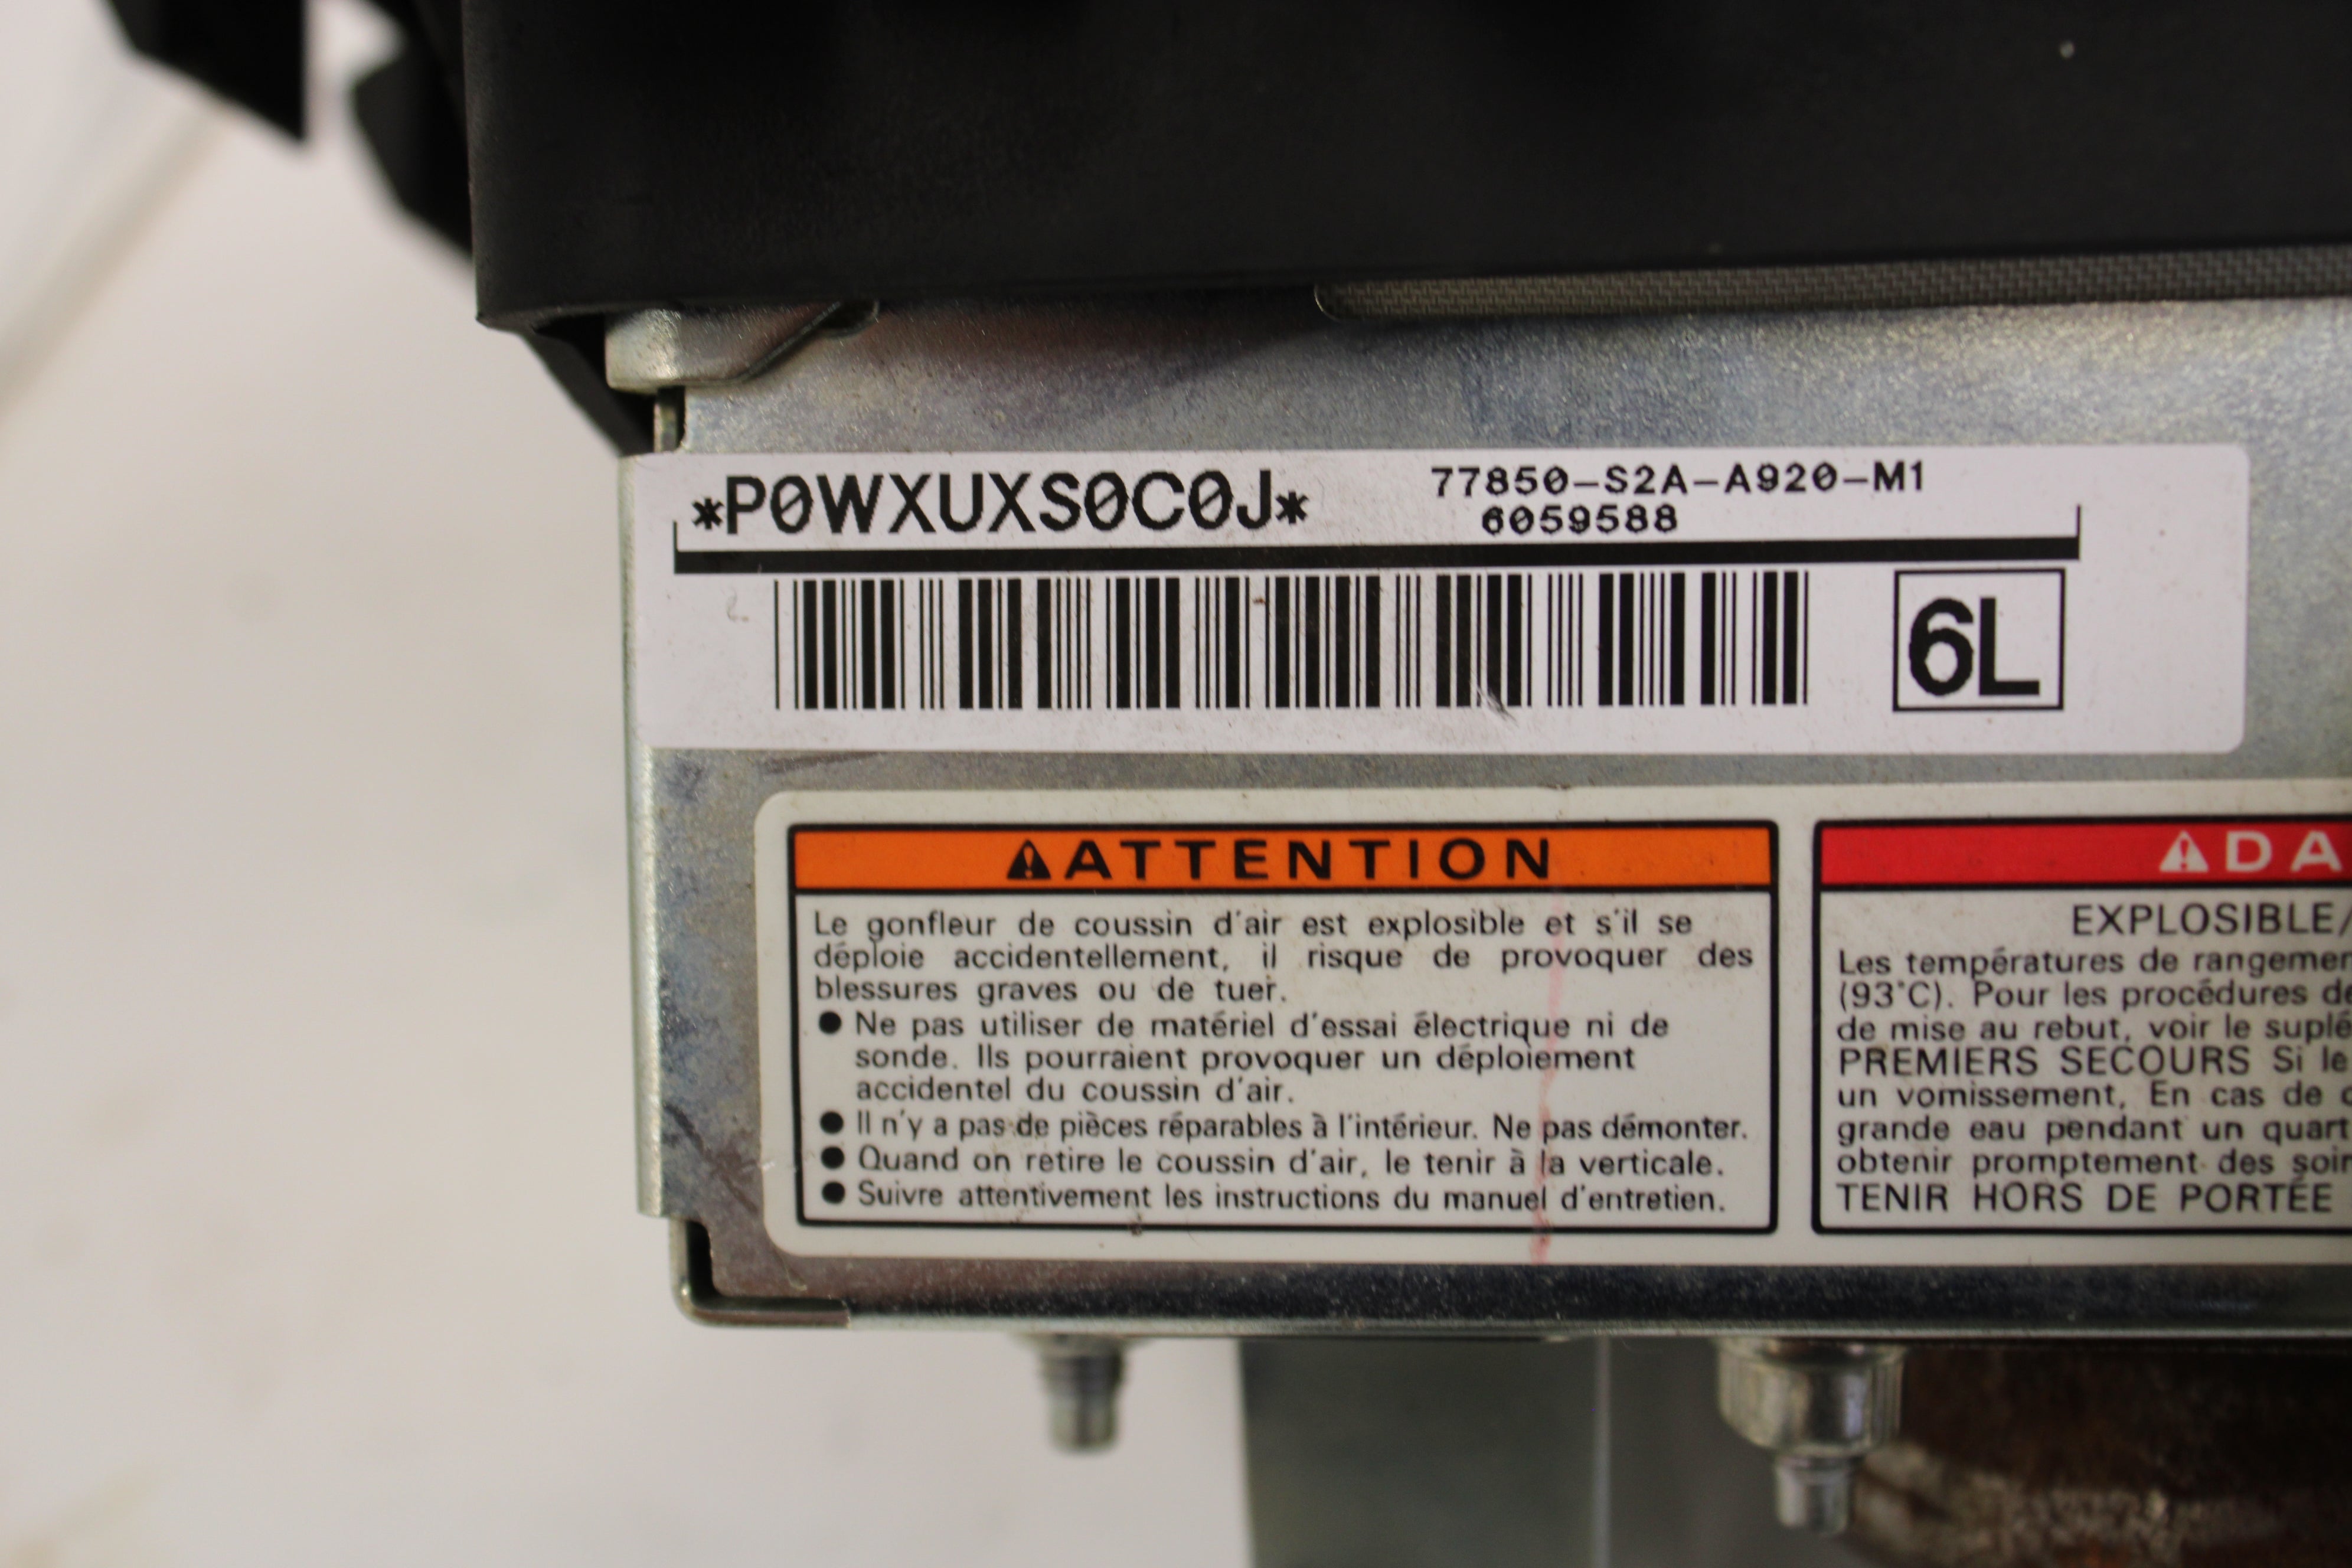 *P0WXUXS0C0J* 77850-S2A-A920-M1
6059588
6L
ATTENTION
Le gonfleur de coussin d'air est explosible et s'il se
déploie accidentellement, il risque de provoquer des
blessures graves ou de tuer.
● Ne pas utiliser de matériel d'essai électrique ni de
sonde. Ils pourraient provoquer un déploiement
accidentel du coussin d'air.
● Il n'y a pas de pièces réparables à l'intérieur. Ne pas démonter.
● Quand on retire le coussin d'air, le tenir à la verticale.
● Suivre attentivement les instructions du manuel d'entretien.
DA
EXPLOSIBLE/
Les températures de
(93°C). Pour les procédures
de mise au rebut, voir le
PREMIERS SECOURS Si le
un vomissement, En cas de
grande eau pendant un quart
obtenir promptement des
TENIR HORS DE PORTÉE